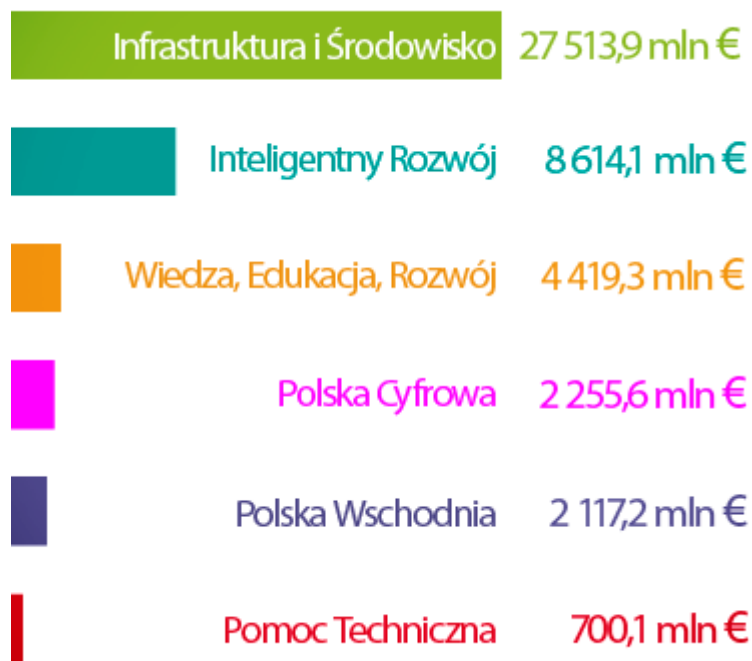 Infrastruktura i Środowisko 27 513,9 mln €
Inteligentny Rozwój 8 614,1 mln €
Wiedza, Edukacja, Rozwój 4 419,3 mln €
Polska Cyfrowa 2 255,6 mln €
Polska Wschodnia 2 117,2 mln €
Pomoc Techniczna 700,1 mln €